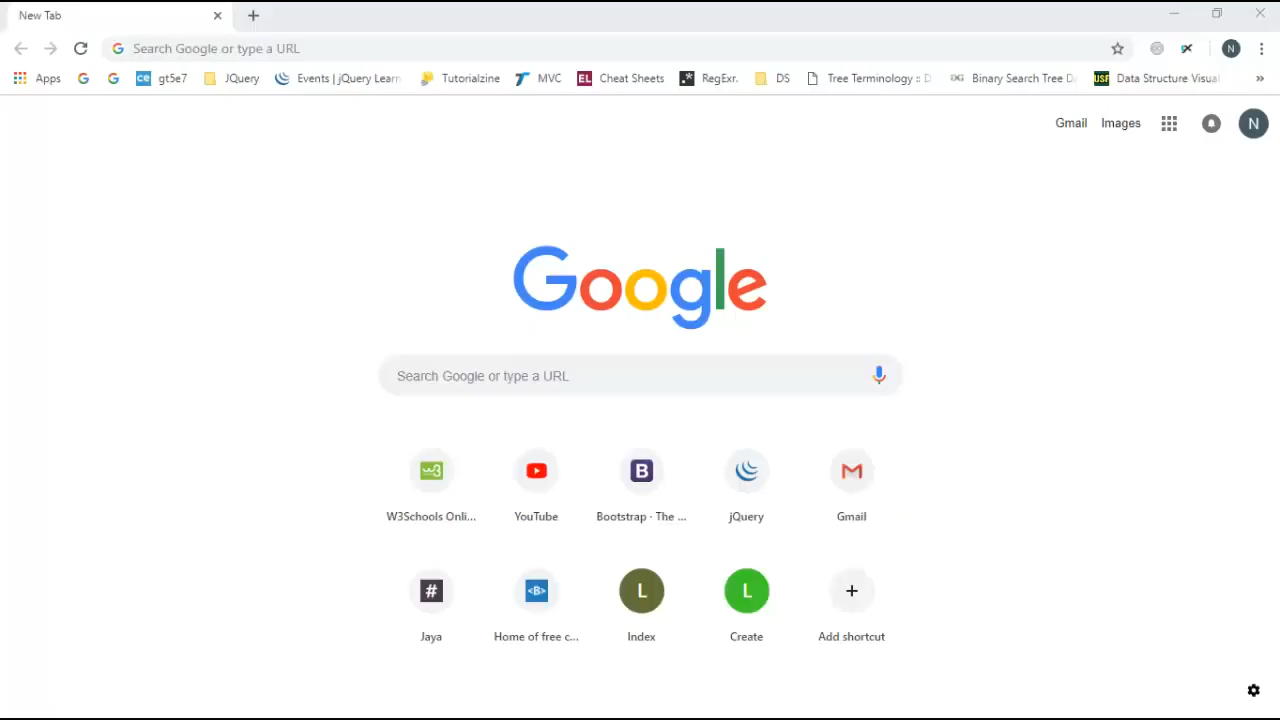 New Tab
Search Google or type a URL
N
Apps gt5e7 JQuery Events | jQuery Learn Tutorialzine MVC EL Cheat Sheets .* RegExr. DS Tree Terminology :: D Binary Search Tree D USF Data Structure Visual »
Gmail Images N
Google
Search Google or type a URL
W3Schools Onli... YouTube Bootstrap · The ... jQuery Gmail
Jaya Home of free c... Index Create Add shortcut